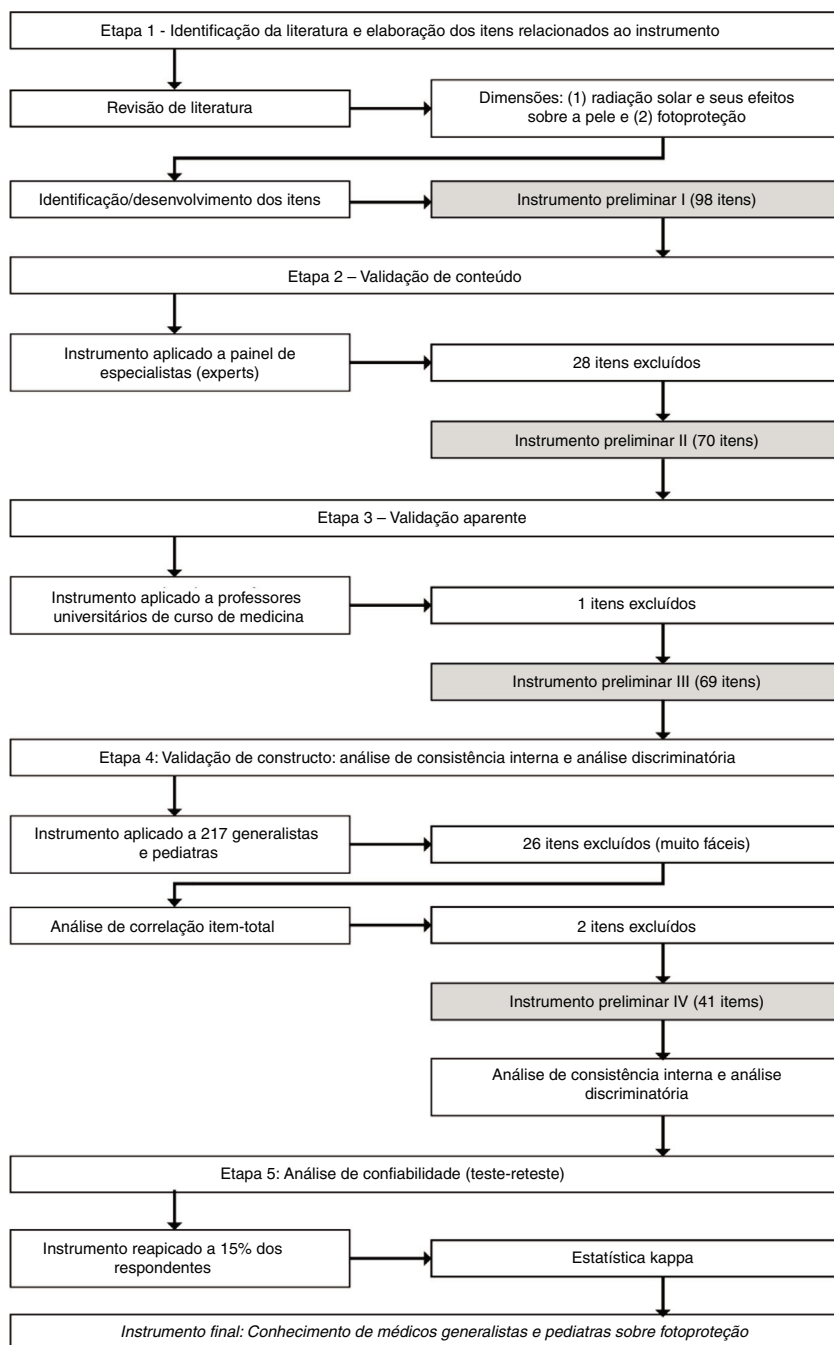 Etapa 1 - Identificação da literatura e elaboração dos itens relacionados ao instrumento
Revisão de literatura
Dimensões: (1) radiação solar e seus efeitos
sobre a pele e (2) fotoproteção
Identificação/desenvolvimento dos itens
Instrumento preliminar I (98 itens)
Etapa 2 – Validação de conteúdo
Instrumento aplicado a painel de
especialistas (experts)
28 itens excluídos
Instrumento preliminar II (70 itens)
Etapa 3 – Validação aparente
Instrumento aplicado a professores
universitários de curso de medicina
1 itens excluídos
Instrumento preliminar III (69 itens)
Etapa 4: Validação de constructo: análise de consistência interna e análise discriminatória
Instrumento aplicado a 217 generalistas
e pediatras
26 itens excluídos (muito fáceis)
Análise de correlação item-total
2 itens excluídos
Instrumento preliminar IV (41 items)
Análise de consistência interna e análise
discriminatória
Etapa 5: Análise de confiabilidade (teste-reteste)
Instrumento reapicado a 15% dos
respondentes
Estatística kappa
Instrumento final: Conhecimento de médicos generalistas e pediatras sobre fotoproteção